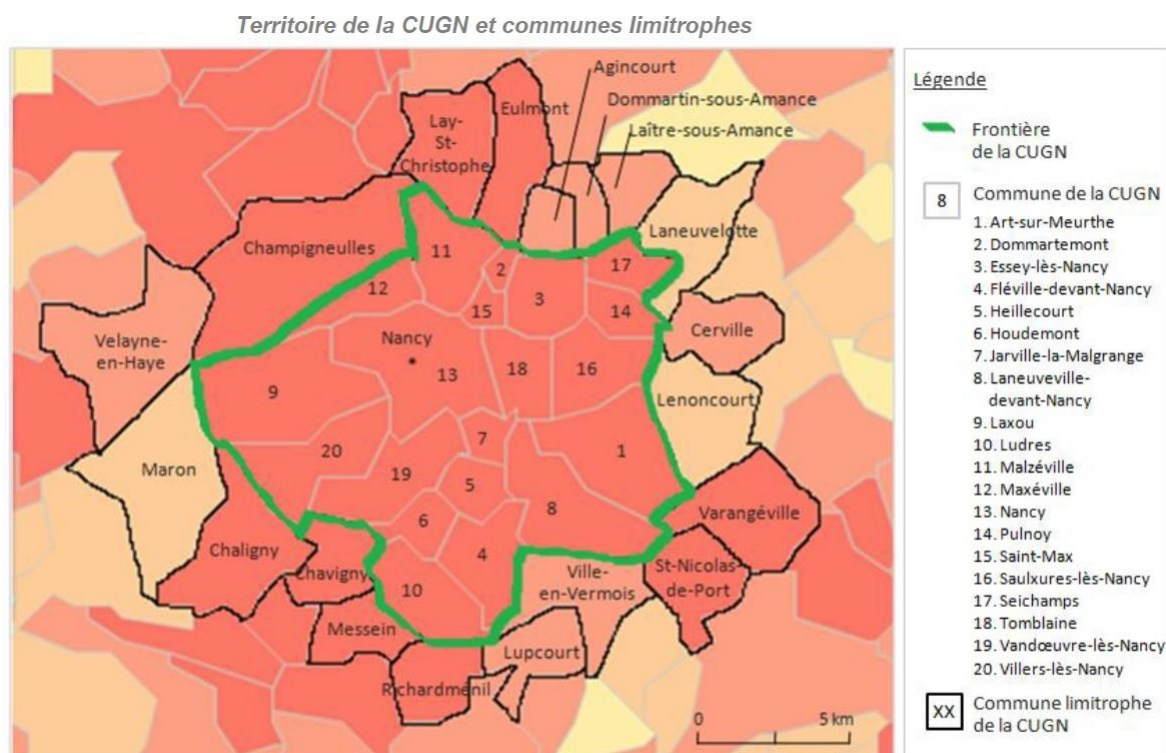 Territoire de la CUGN et communes limitrophes
Agincourt
Dommartin-sous-Amance
Laître-sous-Amance
Eulmont
Lay-
St-
Christophe
Champigneulles
Laneuvelotte
11
2
17
12
3
15
14
Cerville
Velayne-
en-Haye
Nancy
13
18
16
9
Lenoncourt
7
1
20
19
Maron
5
8
6
Varangéville
4
Chaligny
Chavigny
10
Ville-
en-Vermois
St-Nicolas-
de-Port
Messein
Lupcourt
Richardménil
0
5 km
Légende
Frontière
de la CUGN
8
Commune de la CUGN
1. Art-sur-Meurthe
2. Dommartemont
3. Essey-lès-Nancy
4. Fléville-devant-Nancy
5. Heillecourt
6. Houdemont
7. Jarville-la-Malgrange
8. Laneuveville-
devant-Nancy
9. Laxou
10. Ludres
11. Malzéville
12. Maxéville
13. Nancy
14. Pulnoy
15. Saint-Max
16. Saulxures-lès-Nancy
17. Seichamps
18. Tomblaine
19. Vandœuvre-lès-Nancy
20. Villers-lès-Nancy
XX
Commune limitrophe
de la CUGN